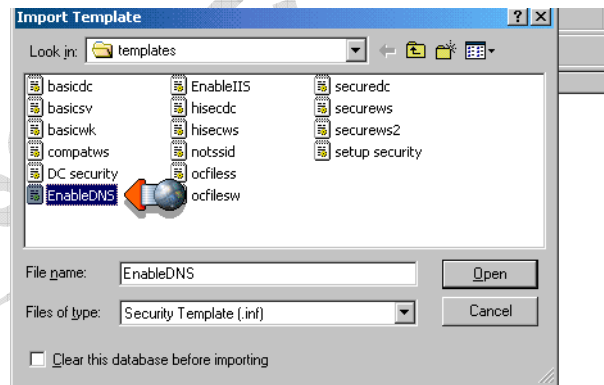 Import Template
Look in: templates
basicdc
basicsv
basicwk
compatws
DC security
EnableDNS
EnableIIS
hisecdc
hisecws
notssid
ocfiless
ocfilesw
securedc
securews
securews2
setup security
File name: EnableDNS Open
Files of type: Security Template (.inf) Cancel
Clear this database before importing